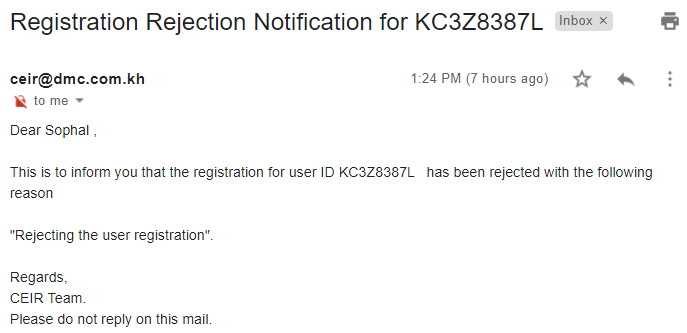 Registration Rejection Notification for KC3Z8387L Inbox ×
ceir@dmc.com.kh 1:24 PM (7 hours ago)
to me
Dear Sophal ,
This is to inform you that the registration for user ID KC3Z8387L has been rejected with the following
reason
"Rejecting the user registration".
Regards,
CEIR Team.
Please do not reply on this mail.